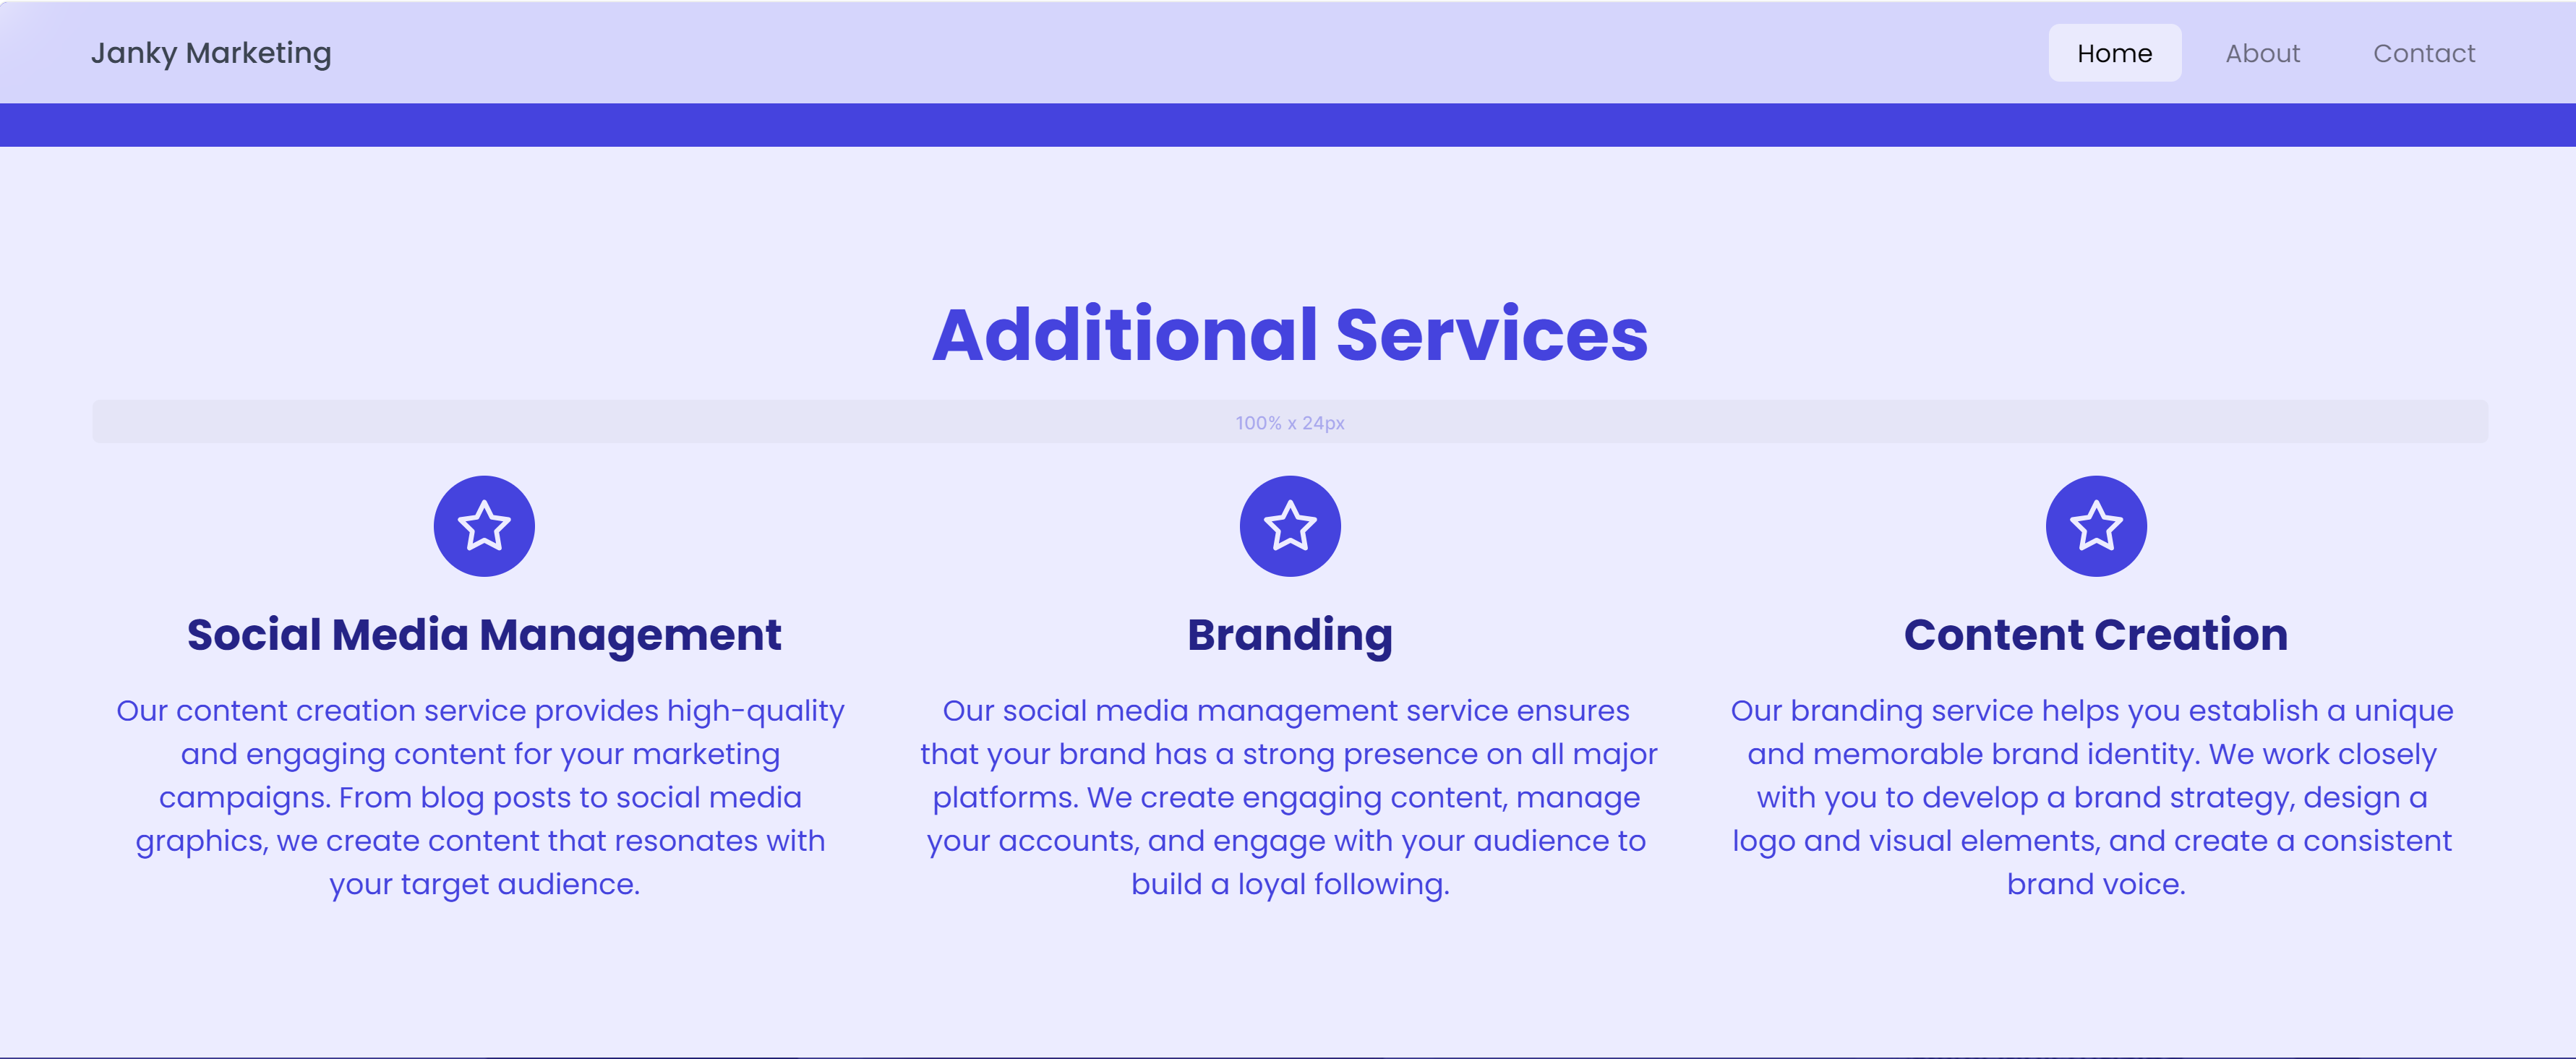 Janky Marketing
Home
About
Contact
Additional Services
100% x 24px
Social Media Management
Our content creation service provides high-quality
and engaging content for your marketing
campaigns. From blog posts to social media
graphics, we create content that resonates with
your target audience.
Branding
Our social media management service ensures
that your brand has a strong presence on all major
platforms. We create engaging content, manage
your accounts, and engage with your audience to
build a loyal following.
Content Creation
Our branding service helps you establish a unique
and memorable brand identity. We work closely
with you to develop a brand strategy, design a
logo and visual elements, and create a consistent
brand voice.